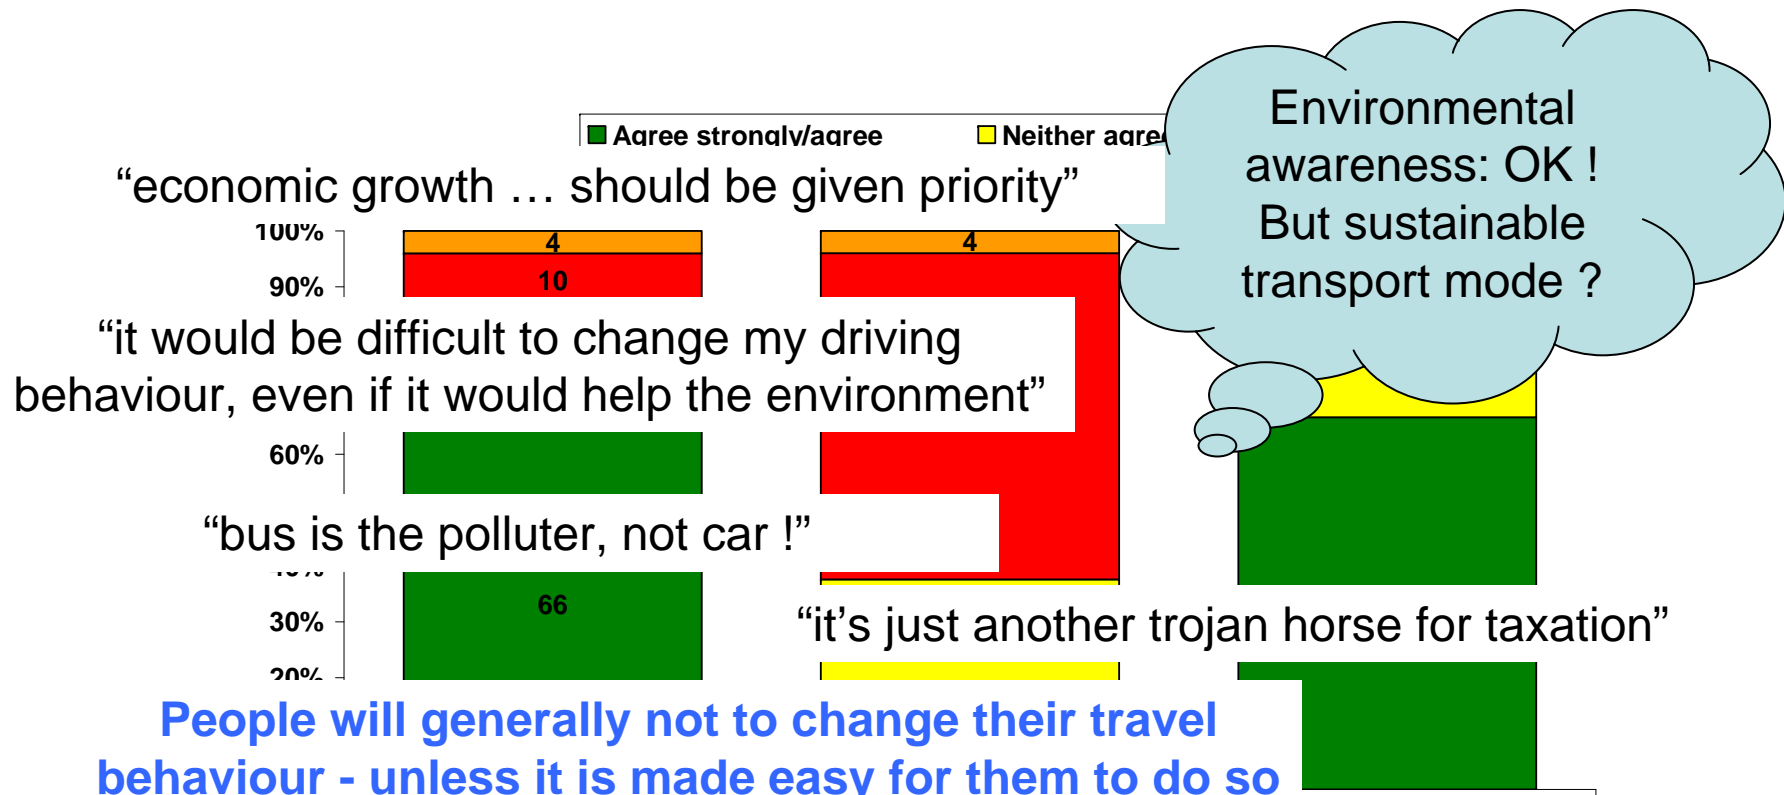 Environmental
awareness: OK !
But sustainable
transport mode ?
Agree strongly/agree
Neither
“economic growth … should be given priority”
100%
4
4
90%
10
“it would be difficult to change my driving
behaviour, even if it would help the environment”
60%
“bus is the polluter, not car !”
66
30%
“it’s just another trojan horse for taxation”
20%
People will generally not to change their travel
behaviour - unless it is made easy for them to do so